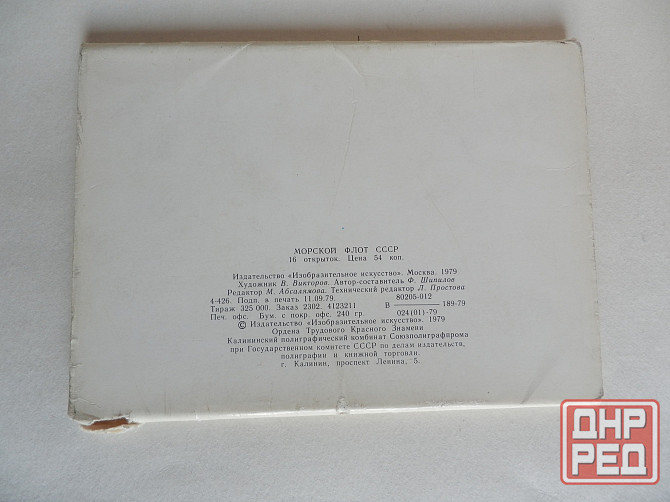 МОРСКОЙ ФЛОТ СССР
16 открыток. Цена 54 коп.
Издательство «Изобразительное искусство». Москва. 1979
Художник В. Викторов. Автор-составитель Ф. Шипилов
Редактор М. Абсалямова. Технический редактор Л. Простова
4-426. Подп. в печать 11.09.79.
Тираж 325 000. Заказ 2302. 4123211
Печ. офс. Бум. с покр. офс. 240 гр.
80205-012
В ——— 189-79
024(01)-79
© Издательство «Изобразительное искусство». 1979
Ордена Трудового Красного Знамени
Калининский полиграфический комбинат Союзполиграфпрома
при Государственном комитете СССР по делам издательств,
полиграфии и книжной торговли.
г. Калинин, проспект Ленина, 5.
ДНР
РЕД